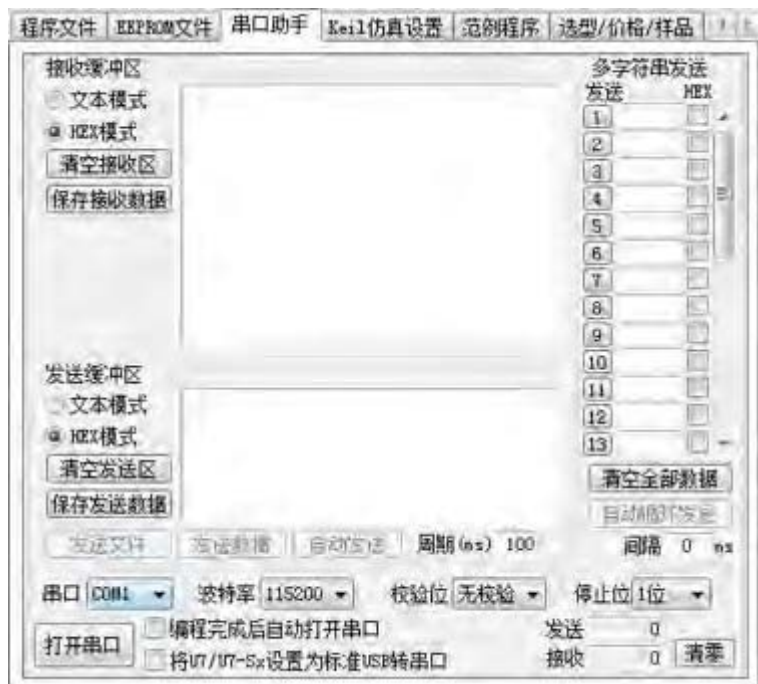 程序文件 EEPROM文件 串口助手 Keil仿真设置 范例程序 选型/价格/样品
接收缓冲区
文本模式
HEX模式
清空接收区
保存接收数据
多字符串发送
发送 HEX
1
2
3
4
5
6
7
8
9
10
11
12
13
发送缓冲区
文本模式
HEX模式
清空发送区
保存发送数据
清空全部数据
自动循环发送
发送文件 发送数据 自动发送 周期(ms) 100 间隔 0 ms
串口 COM1 波特率 115200 校验位 无校验 停止位 1位
打开串口
编程完成后自动打开串口
将U7/U7-Sx设置为标准USB转串口
发送 0
接收 0
清零